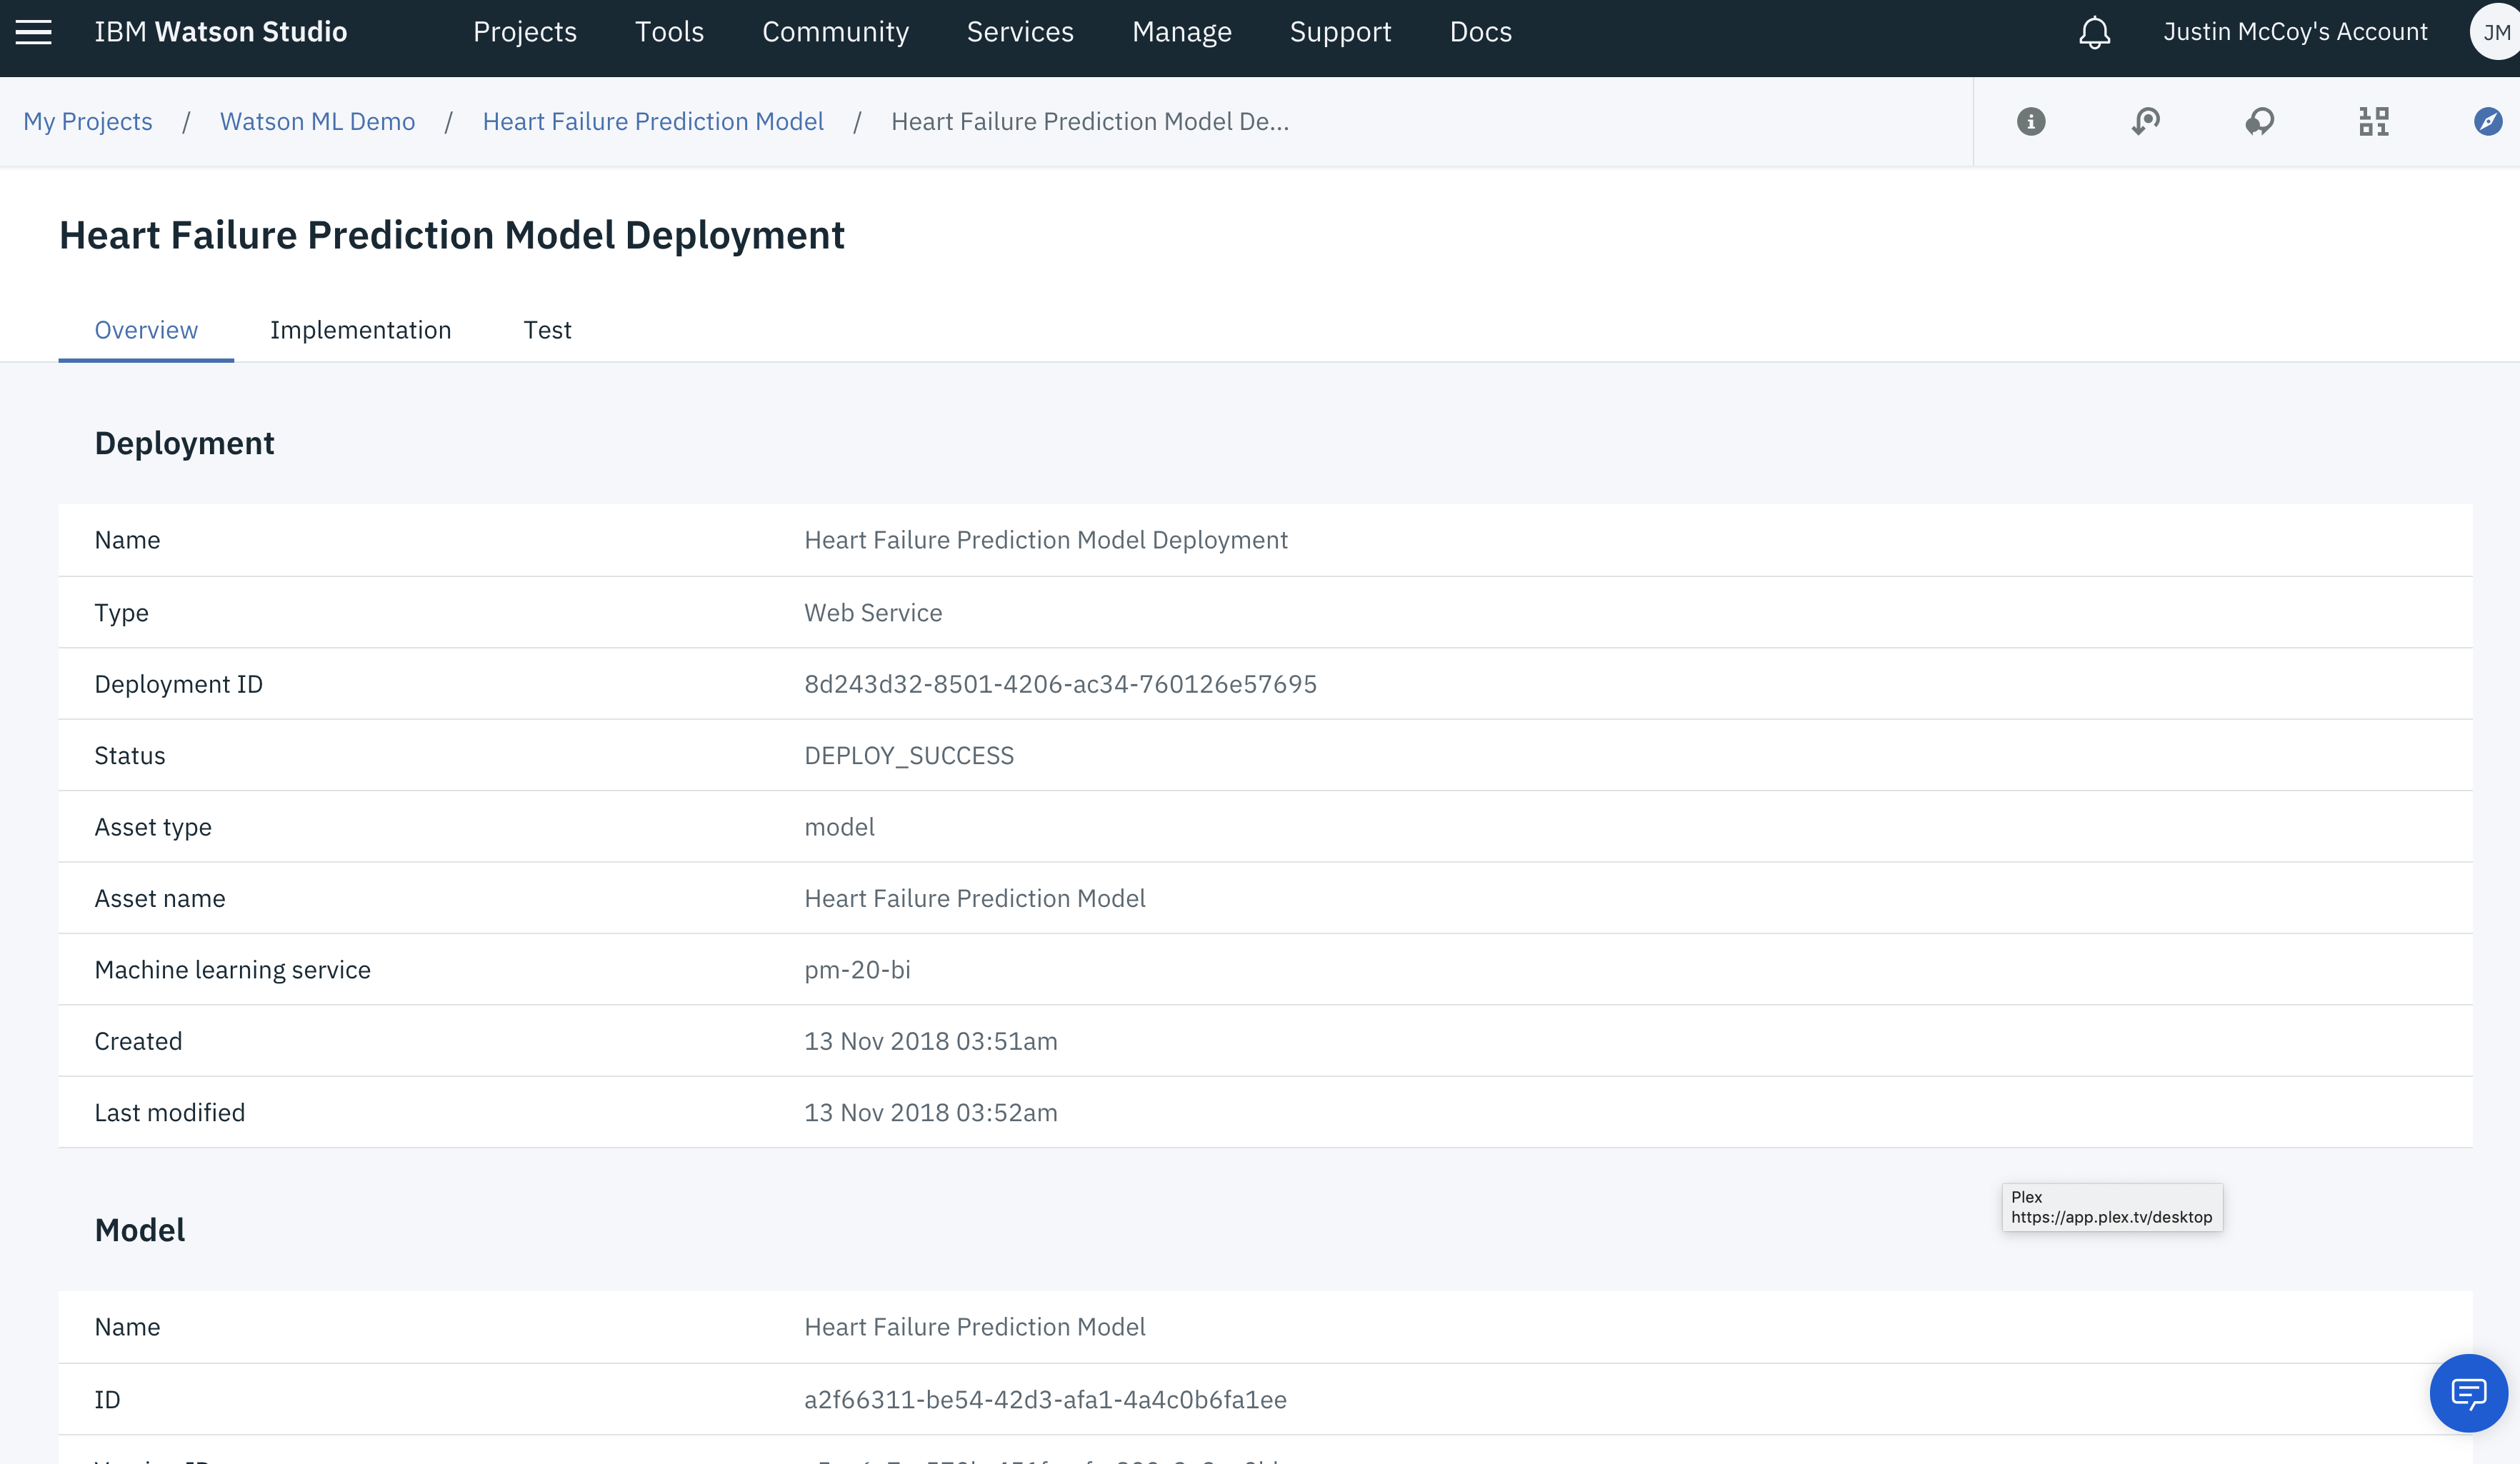 IBM Watson Studio Projects Tools Community Services Manage Support Docs Justin McCoy's Account JM
My Projects / Watson ML Demo / Heart Failure Prediction Model / Heart Failure Prediction Model De...
Heart Failure Prediction Model Deployment
Overview Implementation Test
Deployment
Name Heart Failure Prediction Model Deployment
Type Web Service
Deployment ID 8d243d32-8501-4206-ac34-760126e57695
Status DEPLOY_SUCCESS
Asset type model
Asset name Heart Failure Prediction Model
Machine learning service pm-20-bi
Created 13 Nov 2018 03:51am
Last modified 13 Nov 2018 03:52am
Plex
https://app.plex.tv/desktop
Model
Name Heart Failure Prediction Model
ID a2f66311-be54-42d3-afa1-4a4c0b6fa1ee